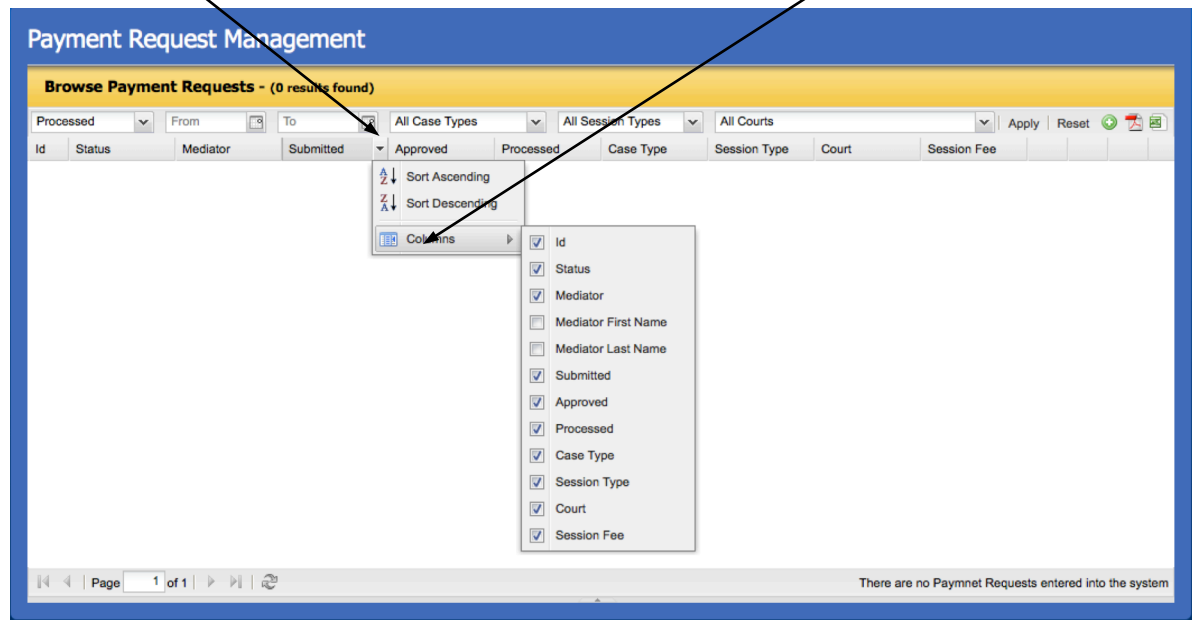 Payment Request Management
Browse Payment Requests - (0 results found)
Processed From To All Case Types All Session Types All Courts Apply Reset
Id Status Mediator Submitted Approved Processed Case Type Session Type Court Session Fee
Sort Ascending
Sort Descending
Columns
Id
Status
Mediator
Mediator First Name
Mediator Last Name
Submitted
Approved
Processed
Case Type
Session Type
Court
Session Fee
Page 1 of 1 There are no Paymnet Requests entered into the system